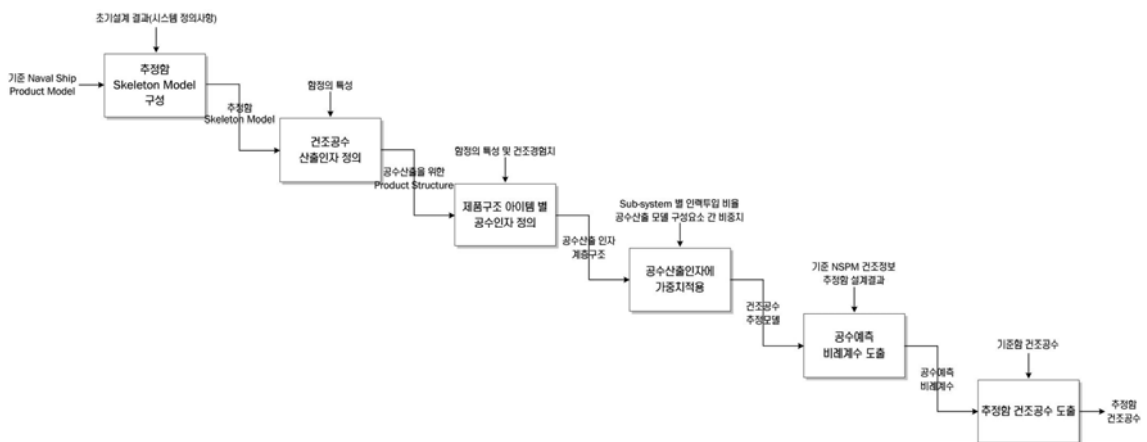 초기설계 결과(시스템 정의사항)
기준 Naval Ship
Product Model
추정함
Skeleton Model
구성
추정함
Skeleton Model
함정의 특성
건조공수
산출인자 정의
공수산출을 위한
Product Structure
함정의 특성 및 건조경험치
제품구조 아이템 별
공수인자 정의
공수산출 인자
계층구조
Sub-system 별 인력투입 비율
공수산출 모델 구성요소 간 비중치
공수산출인자에
가중치적용
건조공수
추정모델
기준 NSPM 건조정보
추정함 설계결과
공수예측
비례계수 도출
공수예측
비례계수
기준함 건조공수
추정함 건조공수 도출
추정함
건조공수